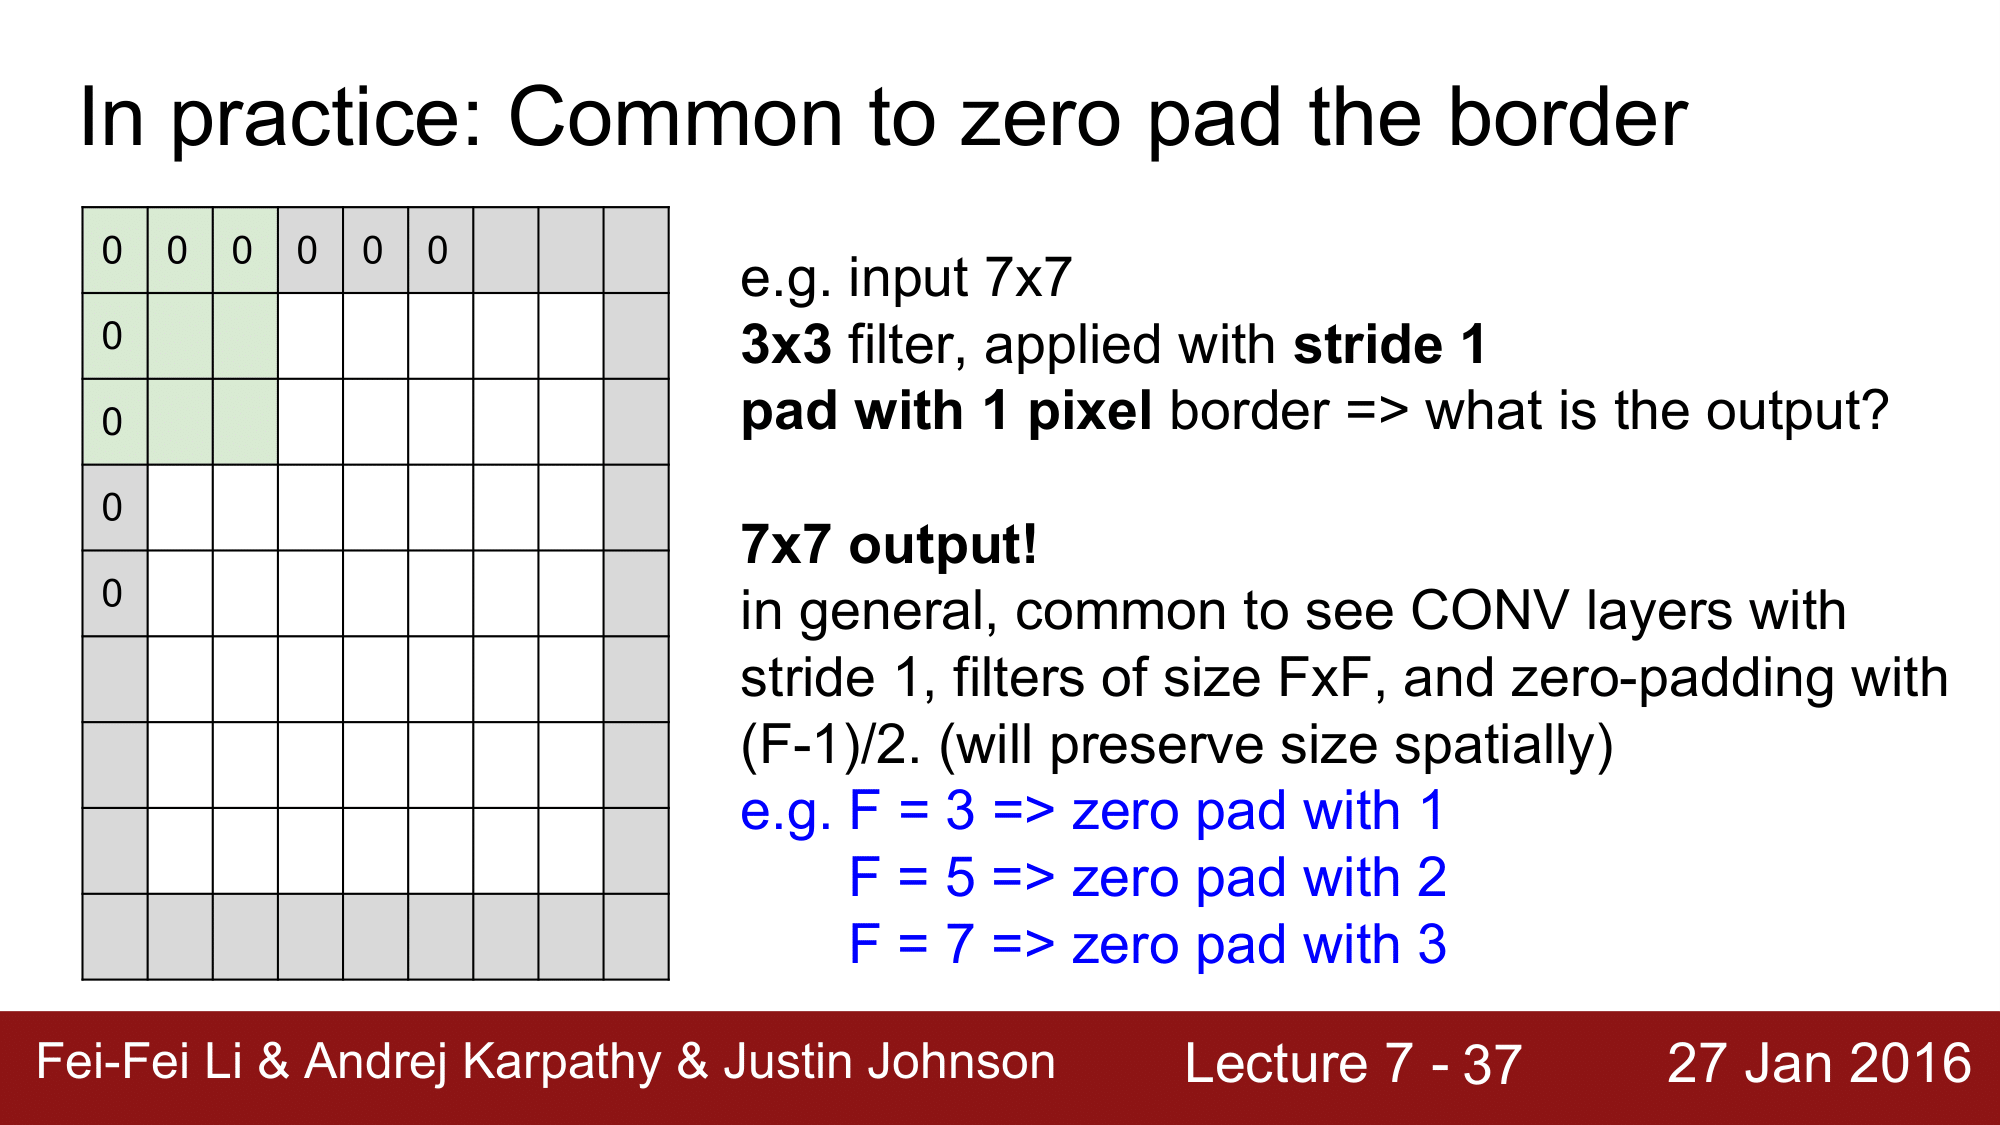 In practice: Common to zero pad the border
0 0 0 0 0 0
0
0
0
0
e.g. input 7x7
3x3 filter, applied with stride 1
pad with 1 pixel border => what is the output?
7x7 output!
in general, common to see CONV layers with
stride 1, filters of size FxF, and zero-padding with
(F-1)/2. (will preserve size spatially)
e.g. F = 3 => zero pad with 1
F = 5 => zero pad with 2
F = 7 => zero pad with 3
Fei-Fei Li & Andrej Karpathy & Justin Johnson Lecture 7 - 37 27 Jan 2016